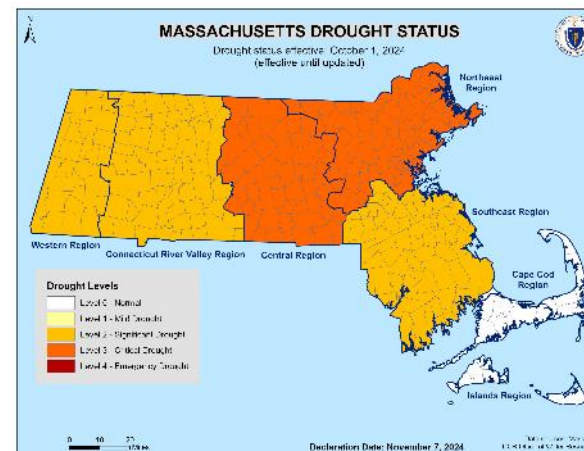 MASSACHUSETTS DROUGHT STATUS
Drought status effective: October 1, 2024
(effective until updated)
Northeast
Region
Southeast Region
Western Region
Connecticut River Valley Region
Central Region
Cape Cod
Region
Drought Levels
Level 0 - Normal
Level 1 - Mild Drought
Level 2 - Significant Drought
Level 3 - Critical Drought
Level 4 - Emergency Drought
Islands Region
0 10 20
Miles
Declaration Date: November 7, 2024